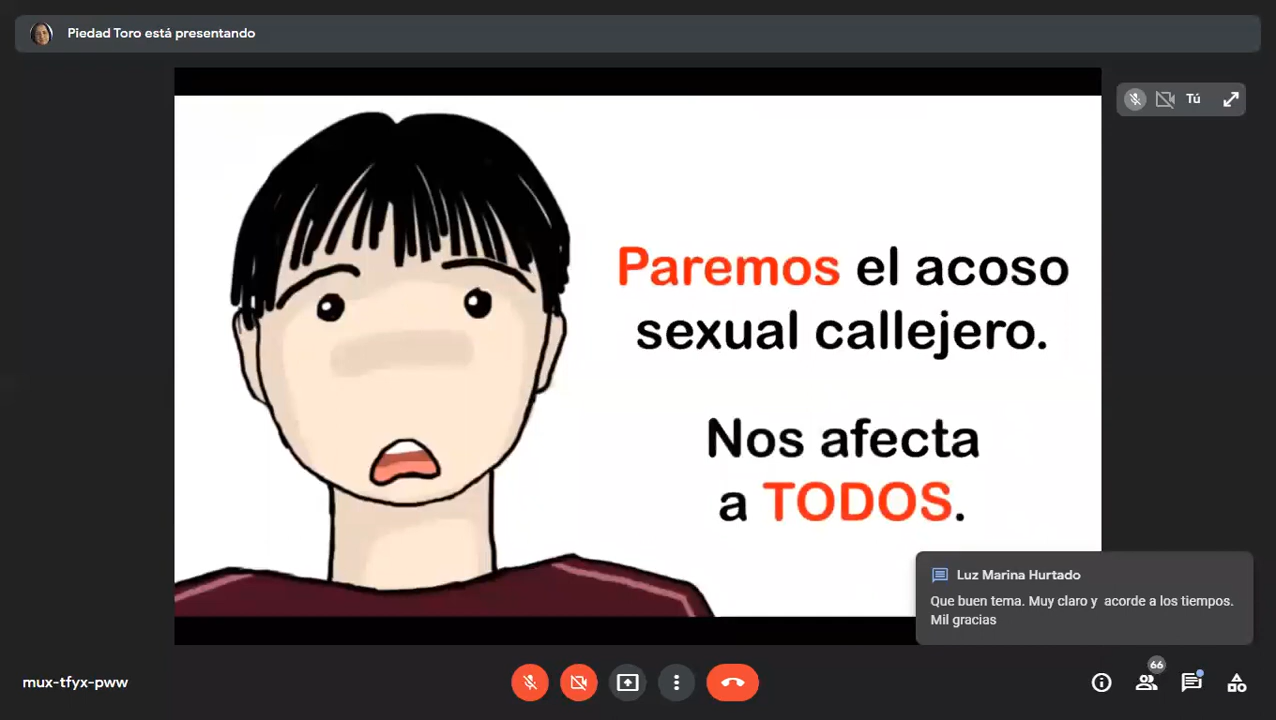 Piedad Toro está presentando
Tú
Paremos el acoso
sexual callejero.
Nos afecta
a TODOS.
Luz Marina Hurtado
Que buen tema. Muy claro y  acorde a los tiempos.
Mil gracias
mux-tfyx-pww
66